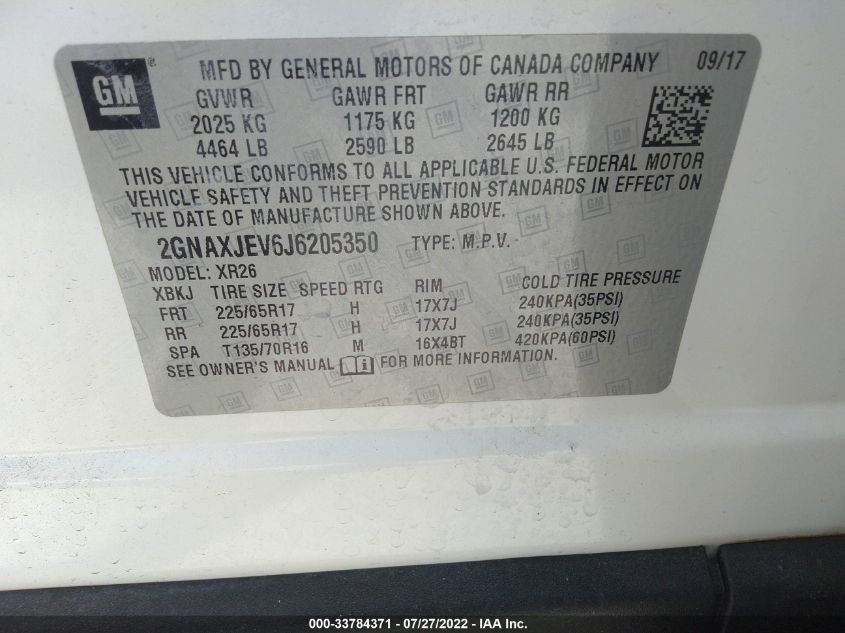 GM ® MFD BY GENERAL MOTORS OF CANADA COMPANY 09/17
GVWR GAWR FRT GAWR RR
2025 KG 1175 KG 1200 KG
4464 LB 2590 LB 2645 LB
THIS VEHICLE CONFORMS TO ALL APPLICABLE U.S. FEDERAL MOTOR
VEHICLE SAFETY AND THEFT PREVENTION STANDARDS IN EFFECT ON
THE DATE OF MANUFACTURE SHOWN ABOVE.
2GNAXJEV6J6205350 TYPE: M.P.V.
MODEL: XR26
XBKJ TIRE SIZE SPEED RTG RIM COLD TIRE PRESSURE
FRT 225/65R17 H 17X7J 240KPA(35PSI)
RR 225/65R17 H 17X7J 240KPA(35PSI)
SPA T135/70R16 M 16X4BT 420KPA(60PSI)
SEE OWNER'S MANUAL FOR MORE INFORMATION.
000-33784371 - 07/27/2022 - IAA Inc.